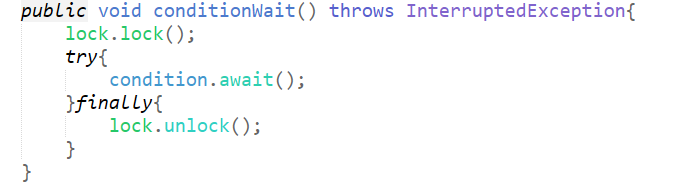 public void conditionWait() throws InterruptedException{
    lock.lock();
    try{
        condition.await();
    }finally{
        lock.unlock();
    }
}